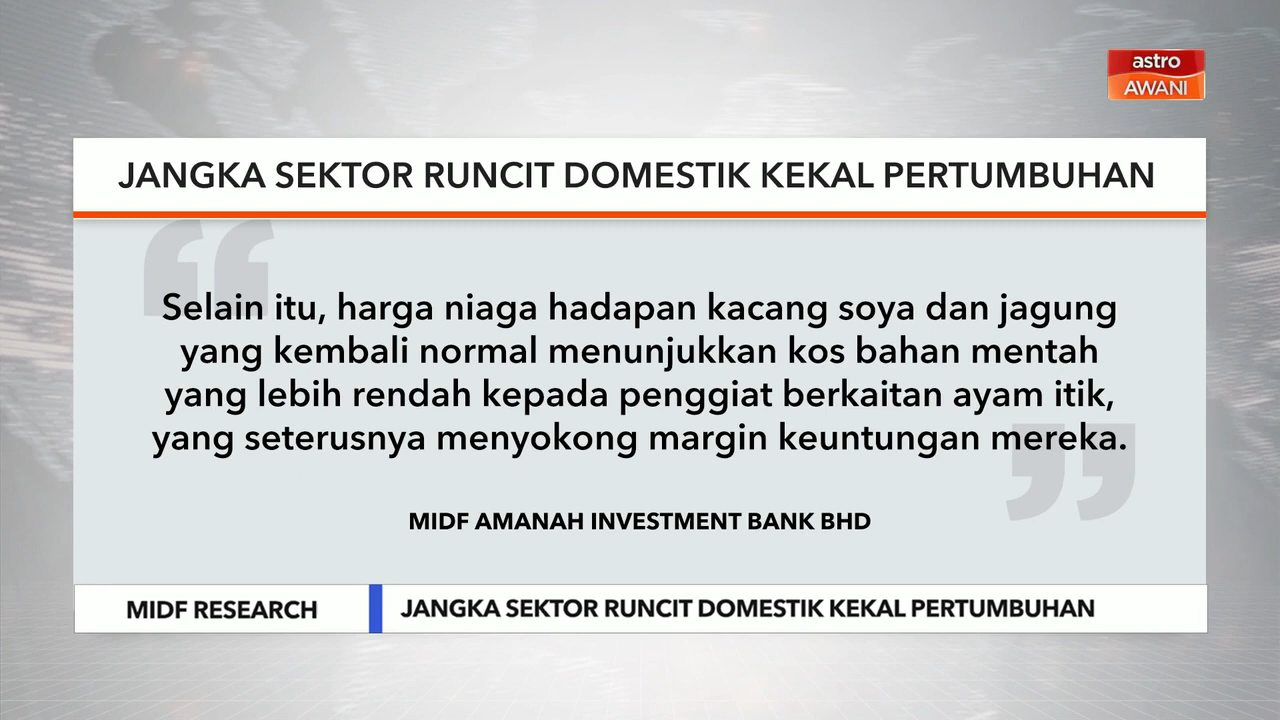 astro
AWANI
JANGKA SEKTOR RUNCIT DOMESTIK KEKAL PERTUMBUHAN
“
Selain itu, harga niaga hadapan kacang soya dan jagung
yang kembali normal menunjukkan kos bahan mentah
yang lebih rendah kepada penggiat berkaitan ayam itik,
yang seterusnya menyokong margin keuntungan mereka.
”
MIDF AMANAH INVESTMENT BANK BHD
MIDF RESEARCH
JANGKA SEKTOR RUNCIT DOMESTIK KEKAL PERTUMBUHAN